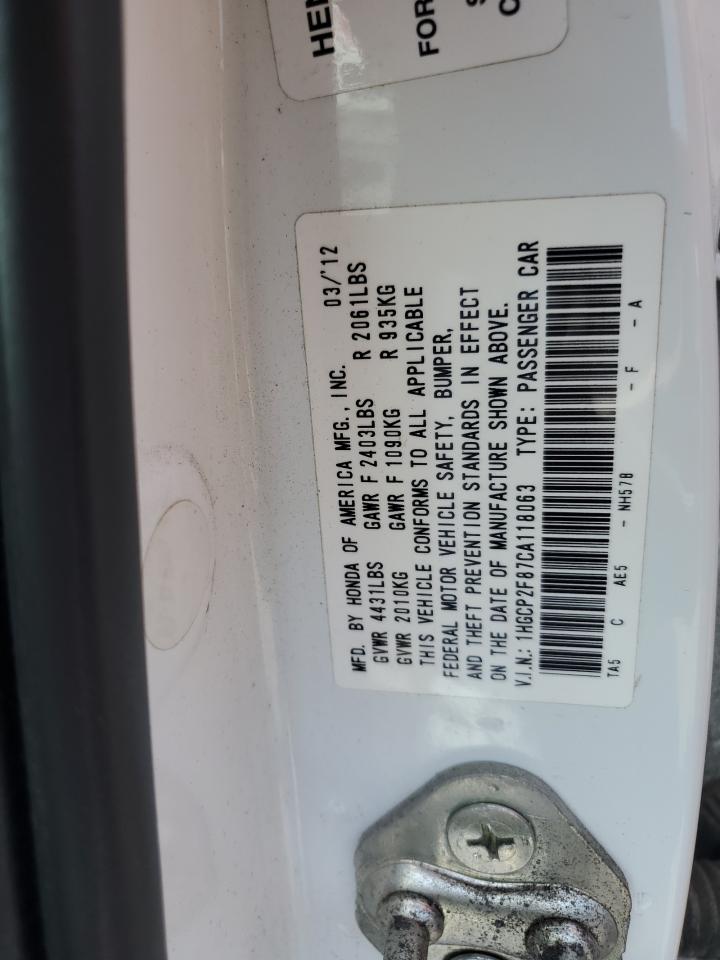 HE
FOR
S
C
MFD. BY HONDA OF AMERICA MFG., INC. 03/'12
GVWR 4431LBS GAWR F 2403LBS R 2061LBS
GVWR 2010KG GAWR F 1090KG R 935KG
THIS VEHICLE CONFORMS TO ALL APPLICABLE
FEDERAL MOTOR VEHICLE SAFETY, BUMPER,
AND THEFT PREVENTION STANDARDS IN EFFECT
ON THE DATE OF MANUFACTURE SHOWN ABOVE.
V.I.N.: 1HGCP2F87CA118063 TYPE: PASSENGER CAR
TA5 C AE5 - NH578 - F - A